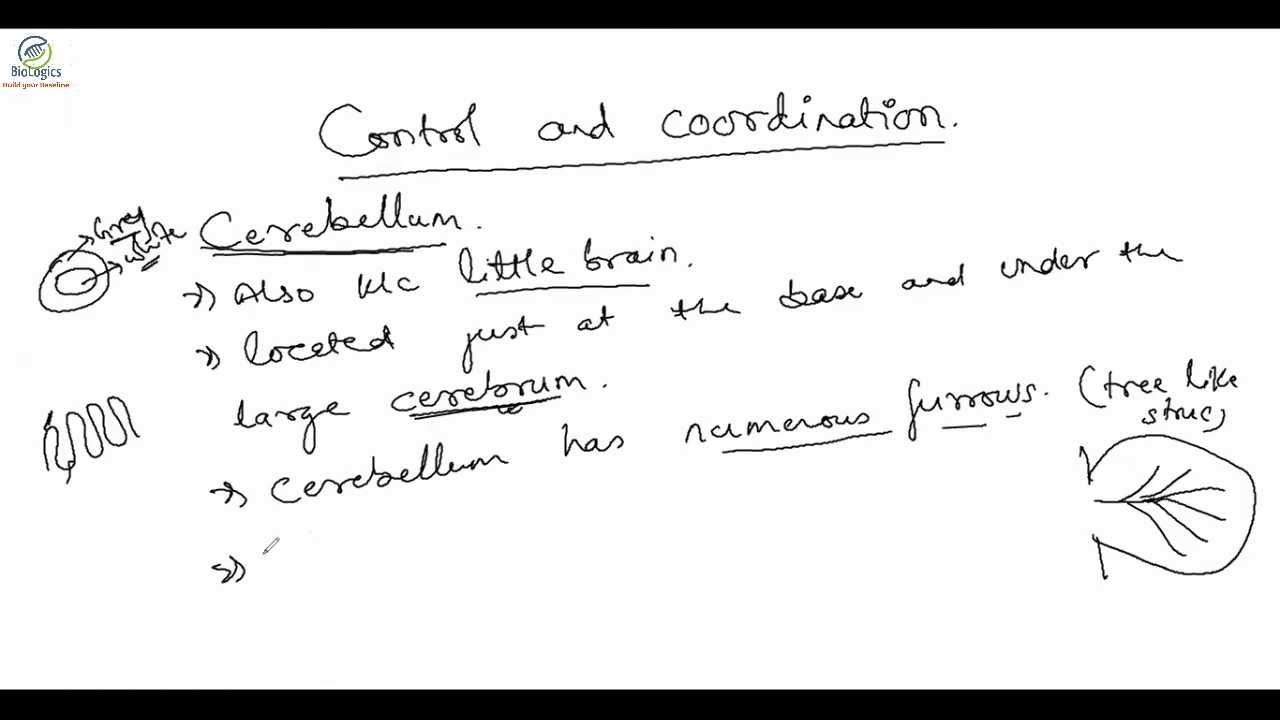 BioLogics
Build your Baseline
Control and coordination.
Grey
white
Cerebellum.
Also k/c little brain.
located just at the base and under the
large cerebrum.
Cerebellum has numerous furrows. (tree like
struc)